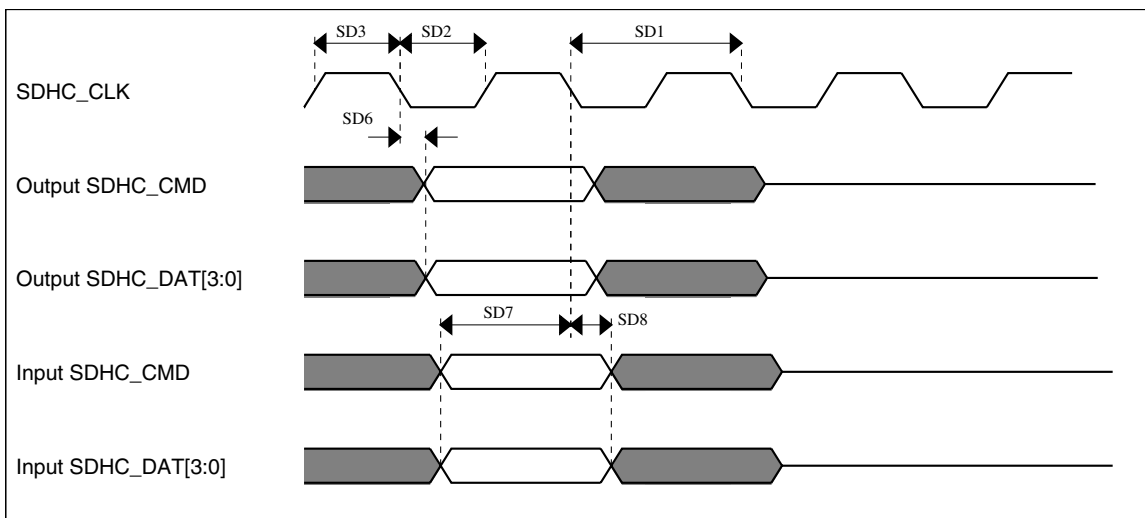 SD3
SD2
SD1
SDHC_CLK
SD6
Output SDHC_CMD
Output SDHC_DAT[3:0]
SD7
SD8
Input SDHC_CMD
Input SDHC_DAT[3:0]